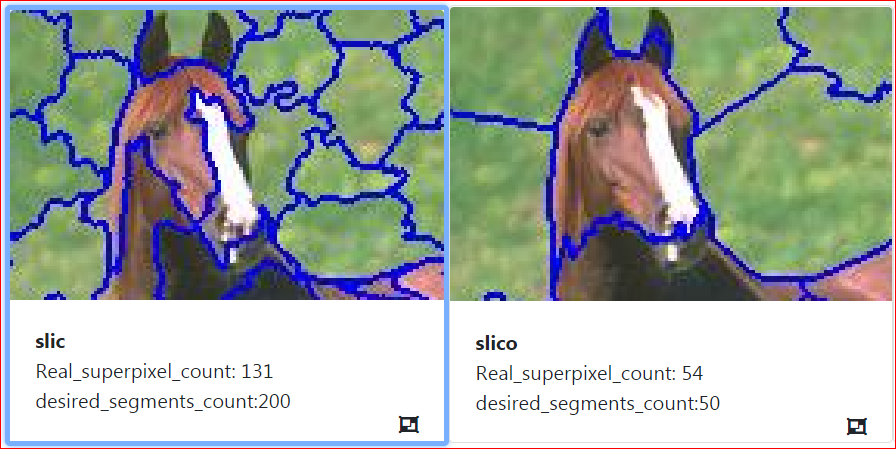 slic
Real_superpixel_count: 131
desired_segments_count:200
slico
Real_superpixel_count: 54
desired_segments_count:50